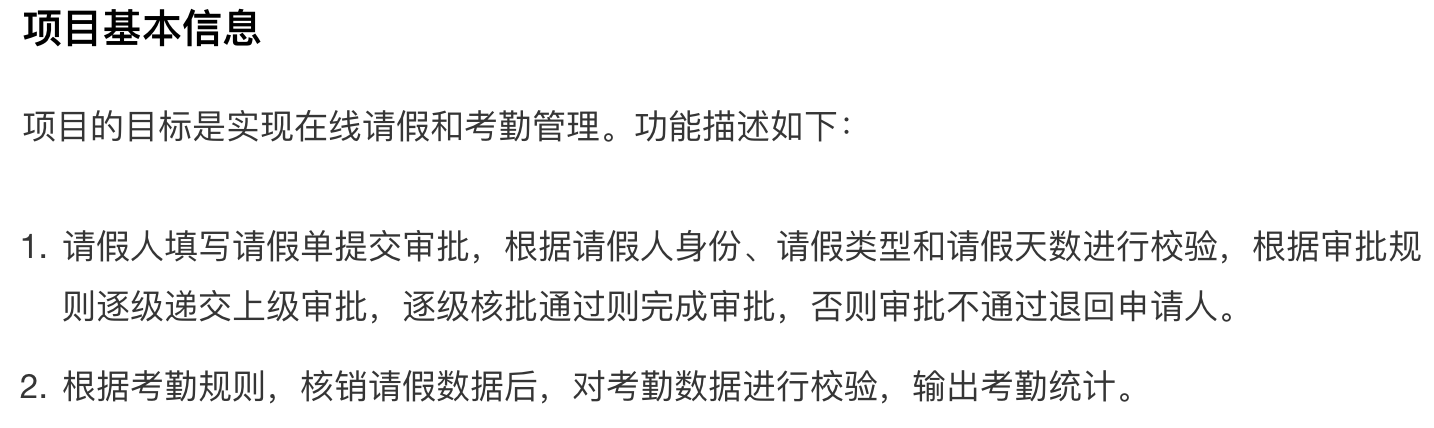 项目基本信息
项目的目标是实现在线请假和考勤管理。功能描述如下：
1. 请假人填写请假单提交审批，根据请假人身份、请假类型和请假天数进行校验，根据审批规
则逐级递交上级审批，逐级核批通过则完成审批，否则审批不通过退回申请人。
2. 根据考勤规则，核销请假数据后，对考勤数据进行校验，输出考勤统计。